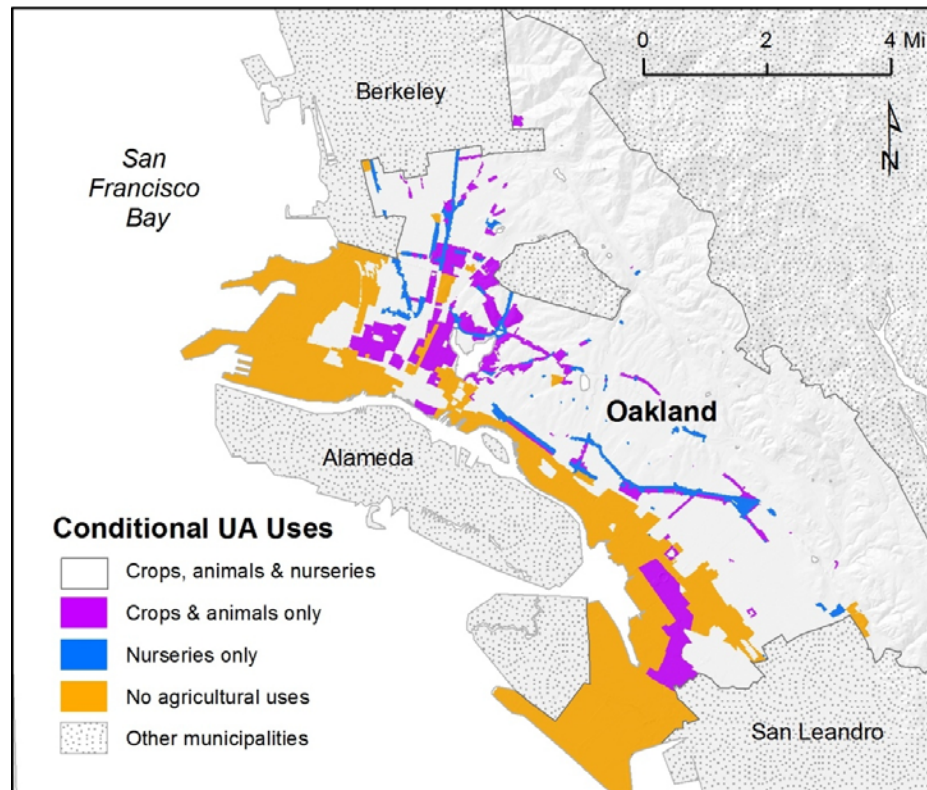 0 2 4 Mi
Berkeley
N
San
Francisco
Bay
Oakland
Alameda
Conditional UA Uses
Crops, animals & nurseries
Crops & animals only
Nurseries only
No agricultural uses
Other municipalities
San Leandro